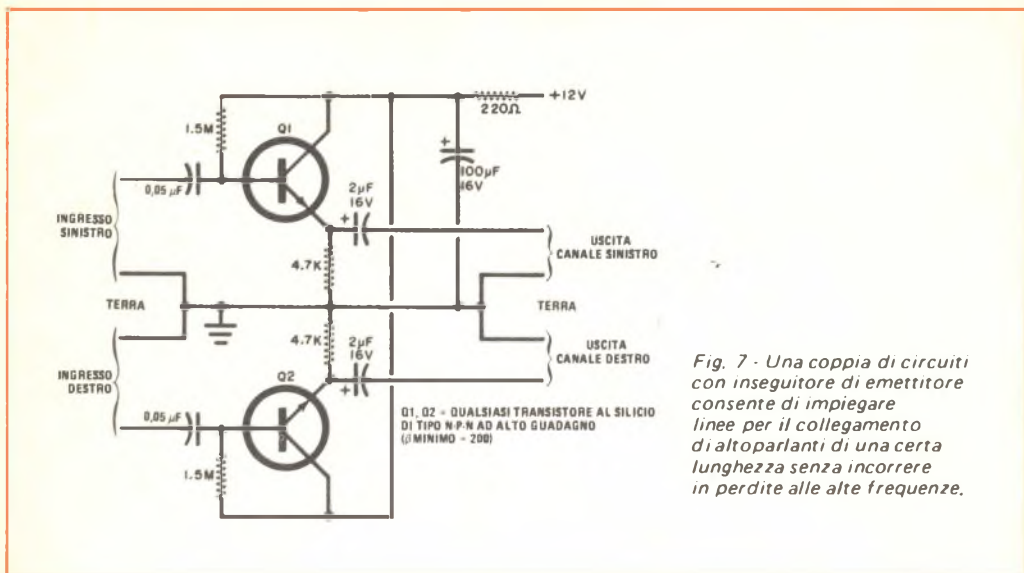 +12V
220Ω
1.5M
Q1
+
100µF
16V
0,05 µF
2µF
16V
+
INGRESSO
SINISTRO
USCITA
CANALE SINISTRO
4.7K
TERRA
TERRA
4.7K
2µF
16V
+
USCITA
CANALE DESTRO
INGRESSO
DESTRO
Q2
0,05 µF
1.5M
Q1, Q2 = QUALSIASI TRANSISTORE AL SILICIO
DI TIPO N-P-N AD ALTO GUADAGNO
(β MINIMO = 200)
Fig. 7 - Una coppia di circuiti
con inseguitore di emettitore
consente di impiegare
linee per il collegamento
di altoparlanti di una certa
lunghezza senza incorrere
in perdite alle alte frequenze.